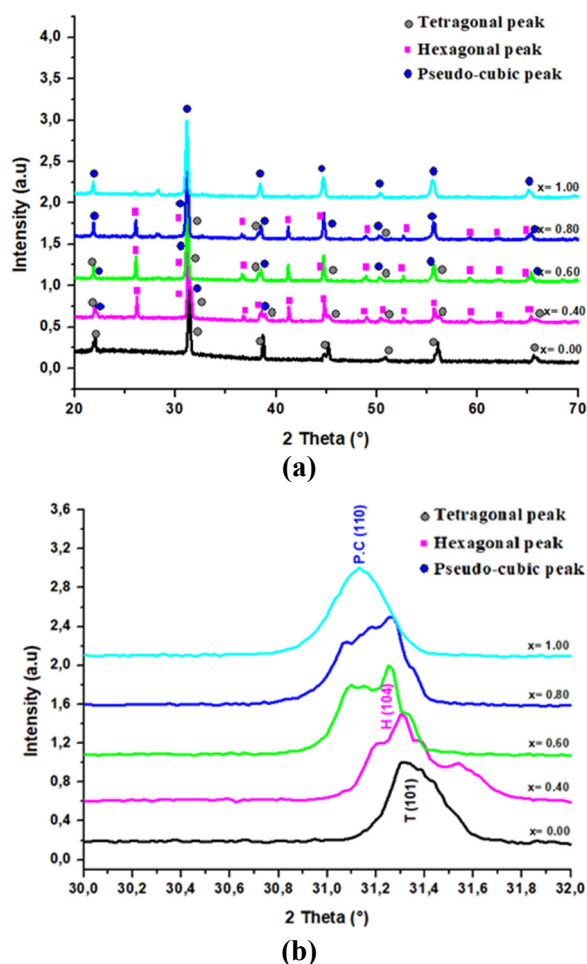 Tetragonal peak
Hexagonal peak
Pseudo-cubic peak
4,0
3,5
3,0
2,5
2,0
1,5
1,0
0,5
0,0
Intensity (a.u)
x= 1.00
x= 0.80
x= 0.60
x= 0.40
x= 0.00
20 30 40 50 60 70
2 Theta (°)
(a)
Tetragonal peak
Hexagonal peak
Pseudo-cubic peak
3,6
3,2
2,8
2,4
2,0
1,6
1,2
0,8
0,4
0,0
Intensity (a.u)
P.C (110)
H (104)
T (101)
x= 1.00
x= 0.80
x= 0.60
x= 0.40
x= 0.00
30,0 30,2 30,4 30,6 30,8 31,0 31,2 31,4 31,6 31,8 32,0
2 Theta (°)
(b)